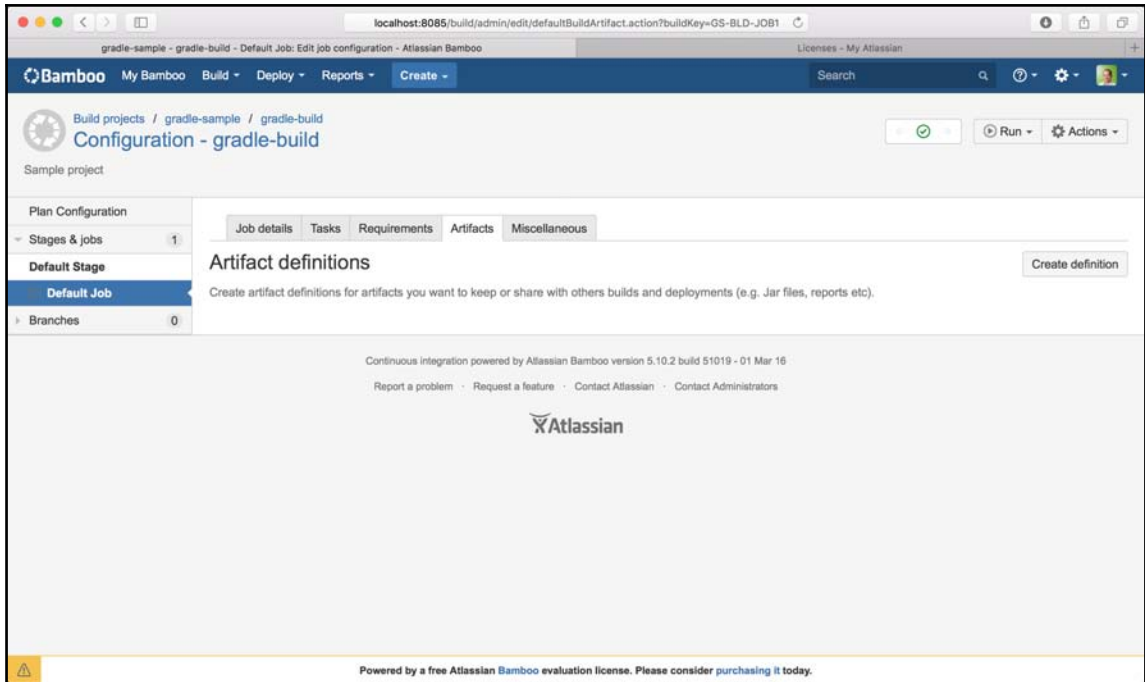 localhost:8085/build/admin/edit/defaultBuildArtifact.action?buildKey=GS-BLD-JOB1
gradle-sample - gradle-build - Default Job: Edit job configuration - Atlassian Bamboo
Licenses - My Atlassian
Bamboo My Bamboo Build Deploy Reports Create Search
Build projects / gradle-sample / gradle-build
Configuration - gradle-build
Run Actions
Sample project
Plan Configuration
Stages & jobs 1
Default Stage
Default Job
Branches 0
Job details Tasks Requirements Artifacts Miscellaneous
Artifact definitions
Create definition
Create artifact definitions for artifacts you want to keep or share with others builds and deployments (e.g. Jar files, reports etc).
Continuous integration powered by Atlassian Bamboo version 5.10.2 build 51019 - 01 Mar 16
Report a problem · Request a feature · Contact Atlassian · Contact Administrators
Atlassian
Powered by a free Atlassian Bamboo evaluation license. Please consider purchasing it today.